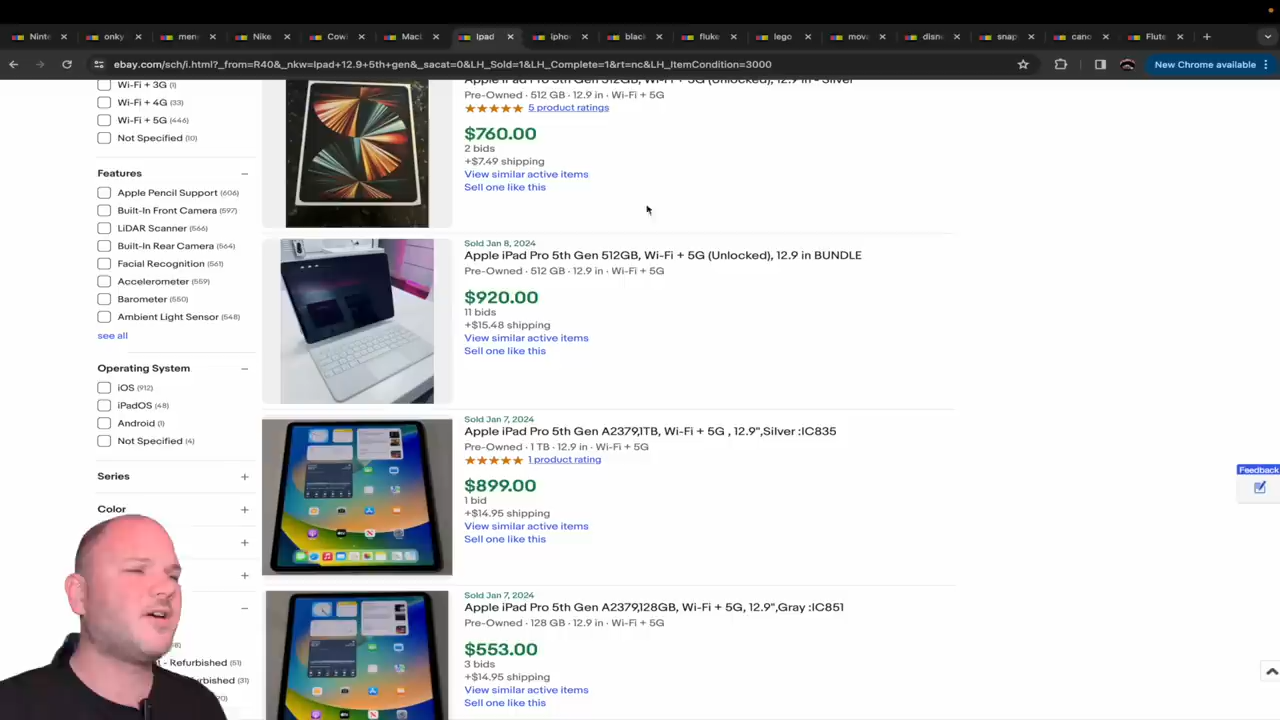 Nint
onky
men
Nike
Cow
Macl
Ipad
ipho
blac
fluke
lego
mova
disne
snap
cano
Flute
ebay.com/sch/i.html?_from=R40&_nkw=Ipad+12.9+5th+gen&_sacat=0&LH_Sold=1&LH_Complete=1&rt=nc&LH_ItemCondition=3000
New Chrome available
Wi-Fi + 3G (1)
Wi-Fi + 4G (33)
Wi-Fi + 5G (446)
Not Specified (10)
Features
Apple Pencil Support (606)
Built-In Front Camera (597)
LiDAR Scanner (566)
Built-In Rear Camera (564)
Facial Recognition (561)
Accelerometer (559)
Barometer (550)
Ambient Light Sensor (548)
see all
Operating System
iOS (912)
iPadOS (48)
Android (1)
Not Specified (4)
Series
Color
- Refurbished (51)
furbished (31)
Apple iPad Pro 5th Gen 512GB, Wi-Fi + 5G (Unlocked), 12.9 in - Silver
Pre-Owned · 512 GB · 12.9 in · Wi-Fi + 5G
5 product ratings
$760.00
2 bids
+$7.49 shipping
View similar active items
Sell one like this
Sold Jan 8, 2024
Apple iPad Pro 5th Gen 512GB, Wi-Fi + 5G (Unlocked), 12.9 in BUNDLE
Pre-Owned · 512 GB · 12.9 in · Wi-Fi + 5G
$920.00
11 bids
+$15.48 shipping
View similar active items
Sell one like this
Sold Jan 7, 2024
Apple iPad Pro 5th Gen A2379,1TB, Wi-Fi + 5G , 12.9",Silver :IC835
Pre-Owned · 1 TB · 12.9 in · Wi-Fi + 5G
1 product rating
$899.00
1 bid
+$14.95 shipping
View similar active items
Sell one like this
Sold Jan 7, 2024
Apple iPad Pro 5th Gen A2379,128GB, Wi-Fi + 5G, 12.9",Gray :IC851
Pre-Owned · 128 GB · 12.9 in · Wi-Fi + 5G
$553.00
3 bids
+$14.95 shipping
View similar active items
Sell one like this
Feedback